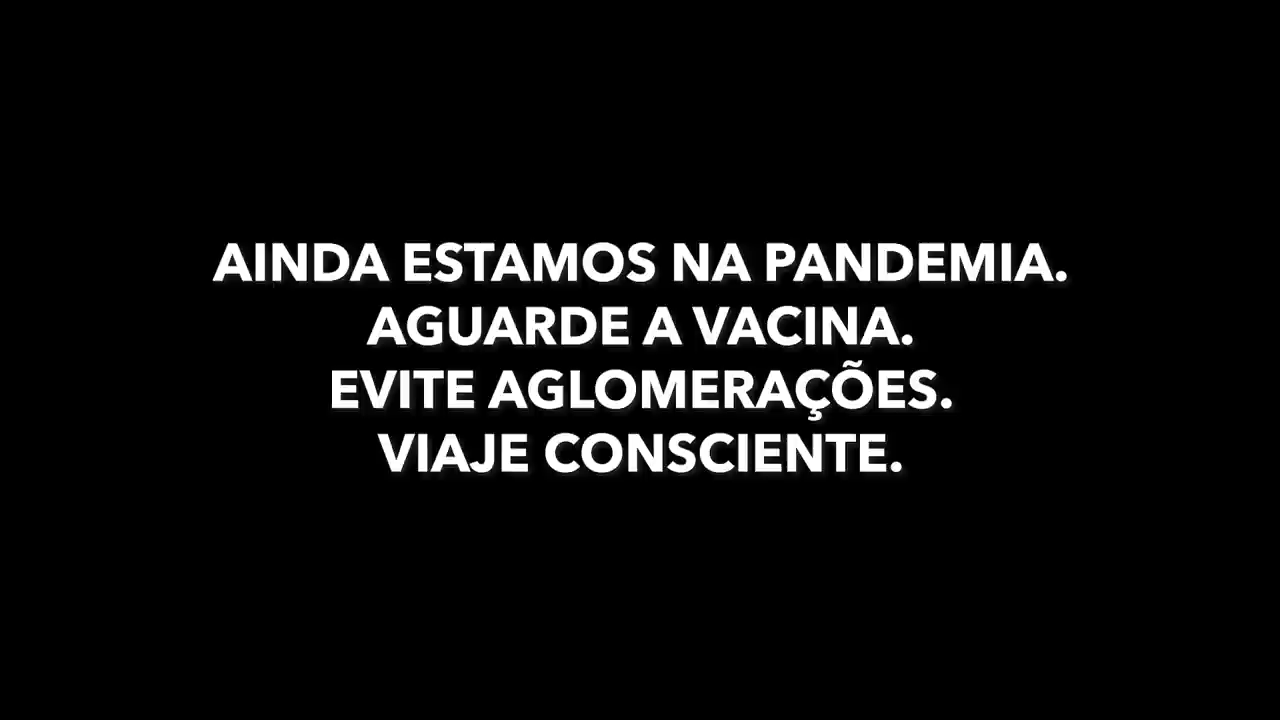 AINDA ESTAMOS NA PANDEMIA.
AGUARDE A VACINA.
EVITE AGLOMERAÇÕES.
VIAJE CONSCIENTE.